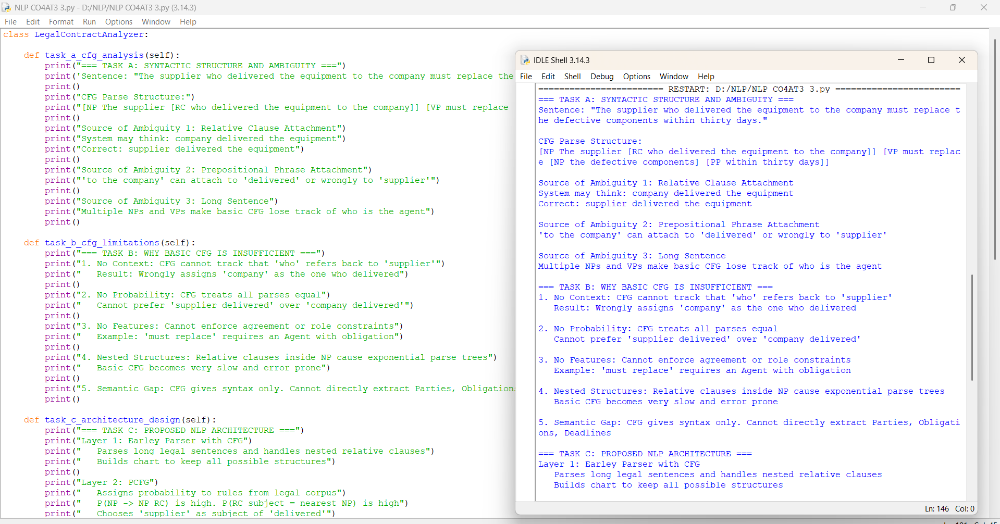 NLP CO4AT3 3.py - D:/NLP/NLP CO4AT3 3.py (3.14.3)
File Edit Format Run Options Window Help
class LegalContractAnalyzer:
def task_a_cfg_analysis(self):
print("=== TASK A: SYNTACTIC STRUCTURE AND AMBIGUITY ===")
print('Sentence: "The supplier who delivered the equipment to the company must replace the
print()
print("CFG Parse Structure:")
print("[NP The supplier [RC who delivered the equipment to the company]] [VP must replace
print()
print("Source of Ambiguity 1: Relative Clause Attachment")
print("System may think: company delivered the equipment")
print("Correct: supplier delivered the equipment")
print()
print("Source of Ambiguity 2: Prepositional Phrase Attachment")
print("'to the company' can attach to 'delivered' or wrongly to 'supplier'")
print()
print("Source of Ambiguity 3: Long Sentence")
print("Multiple NPs and VPs make basic CFG lose track of who is the agent")
print()
def task_b_cfg_limitations(self):
print("=== TASK B: WHY BASIC CFG IS INSUFFICIENT ===")
print("1. No Context: CFG cannot track that 'who' refers back to 'supplier'")
print("   Result: Wrongly assigns 'company' as the one who delivered")
print()
print("2. No Probability: CFG treats all parses equal")
print("   Cannot prefer 'supplier delivered' over 'company delivered'")
print()
print("3. No Features: Cannot enforce agreement or role constraints")
print("   Example: 'must replace' requires an Agent with obligation")
print()
print("4. Nested Structures: Relative clauses inside NP cause exponential parse trees")
print("   Basic CFG becomes very slow and error prone")
print()
print("5. Semantic Gap: CFG gives syntax only. Cannot directly extract Parties, Obligation
print()
def task_c_architecture_design(self):
print("=== TASK C: PROPOSED NLP ARCHITECTURE ===")
print("Layer 1: Earley Parser with CFG")
print("   Parses long legal sentences and handles nested relative clauses")
print("   Builds chart to keep all possible structures")
print()
print("Layer 2: PCFG")
print("   Assigns probability to rules from legal corpus")
print("   P(NP -> NP RC) is high. P(RC subject = nearest NP) is high")
print("   Chooses 'supplier' as subject of 'delivered'")
IDLE Shell 3.14.3
File Edit Shell Debug Options Window Help
======================== RESTART: D:/NLP/NLP CO4AT3 3.py ========================
=== TASK A: SYNTACTIC STRUCTURE AND AMBIGUITY ===
Sentence: "The supplier who delivered the equipment to the company must replace t
he defective components within thirty days."
CFG Parse Structure:
[NP The supplier [RC who delivered the equipment to the company]] [VP must replac
e [NP the defective components] [PP within thirty days]]
Source of Ambiguity 1: Relative Clause Attachment
System may think: company delivered the equipment
Correct: supplier delivered the equipment
Source of Ambiguity 2: Prepositional Phrase Attachment
'to the company' can attach to 'delivered' or wrongly to 'supplier'
Source of Ambiguity 3: Long Sentence
Multiple NPs and VPs make basic CFG lose track of who is the agent
=== TASK B: WHY BASIC CFG IS INSUFFICIENT ===
1. No Context: CFG cannot track that 'who' refers back to 'supplier'
Result: Wrongly assigns 'company' as the one who delivered
2. No Probability: CFG treats all parses equal
Cannot prefer 'supplier delivered' over 'company delivered'
3. No Features: Cannot enforce agreement or role constraints
Example: 'must replace' requires an Agent with obligation
4. Nested Structures: Relative clauses inside NP cause exponential parse trees
Basic CFG becomes very slow and error prone
5. Semantic Gap: CFG gives syntax only. Cannot directly extract Parties, Obligati
ons, Deadlines
=== TASK C: PROPOSED NLP ARCHITECTURE ===
Layer 1: Earley Parser with CFG
Parses long legal sentences and handles nested relative clauses
Builds chart to keep all possible structures
Ln: 146 Col: 0